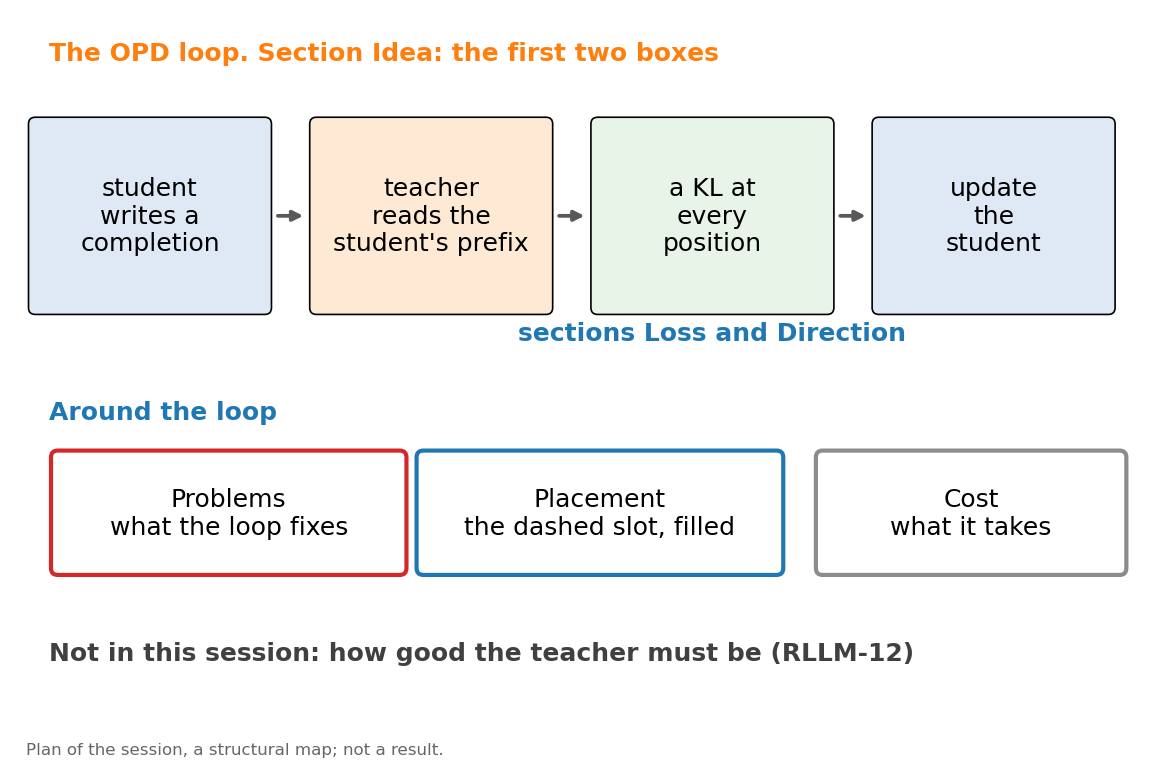 The OPD loop. Section Idea: the first two boxes
student
writes a
completion
teacher
reads the
student's prefix
a KL at
every
position
update
the
student
sections Loss and Direction
Around the loop
Problems
what the loop fixes
Placement
the dashed slot, filled
Cost
what it takes
Not in this session: how good the teacher must be (RLLM-12)
Plan of the session, a structural map; not a result.